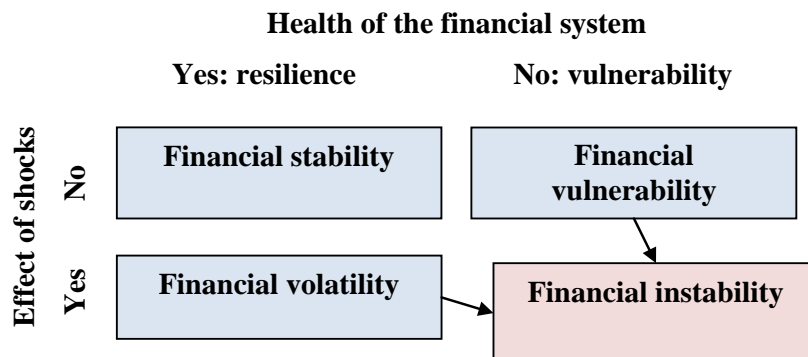 Health of the financial system
Yes: resilience
No: vulnerability
Effect of shocks
No
Financial stability
Financial
vulnerability
Yes
Financial volatility
Financial instability